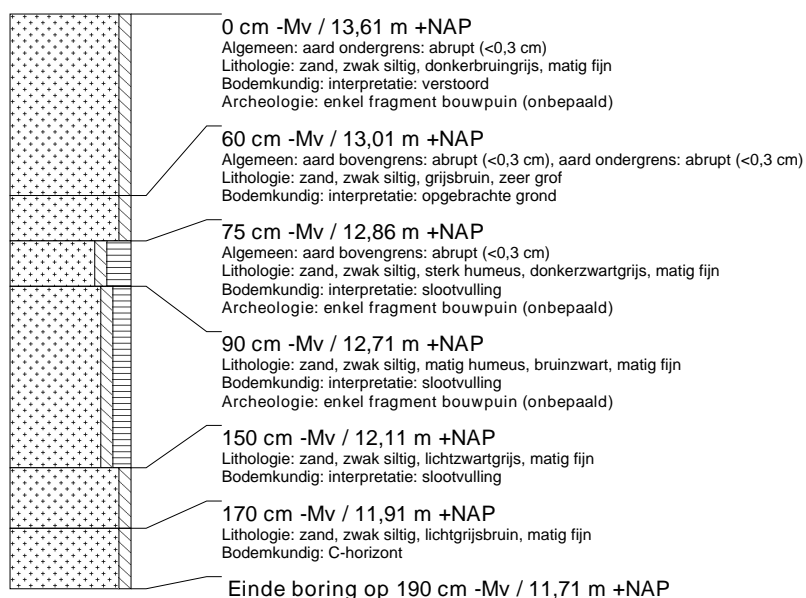 0 cm -Mv / 13,61 m +NAP
Algemeen: aard ondergrens: abrupt (<0,3 cm)
Lithologie: zand, zwak siltig, donkerbruingrijs, matig fijn
Bodemkundig: interpretatie: verstoord
Archeologie: enkel fragment bouwpuin (onbepaald)
60 cm -Mv / 13,01 m +NAP
Algemeen: aard bovengrens: abrupt (<0,3 cm), aard ondergrens: abrupt (<0,3 cm)
Lithologie: zand, zwak siltig, grijsbruin, zeer grof
Bodemkundig: interpretatie: opgebrachte grond
75 cm -Mv / 12,86 m +NAP
Algemeen: aard bovengrens: abrupt (<0,3 cm)
Lithologie: zand, zwak siltig, sterk humeus, donkerzwartgrijs, matig fijn
Bodemkundig: interpretatie: slootvulling
Archeologie: enkel fragment bouwpuin (onbepaald)
90 cm -Mv / 12,71 m +NAP
Lithologie: zand, zwak siltig, matig humeus, bruinzwart, matig fijn
Bodemkundig: interpretatie: slootvulling
Archeologie: enkel fragment bouwpuin (onbepaald)
150 cm -Mv / 12,11 m +NAP
Lithologie: zand, zwak siltig, lichtzwartgrijs, matig fijn
Bodemkundig: interpretatie: slootvulling
170 cm -Mv / 11,91 m +NAP
Lithologie: zand, zwak siltig, lichtgrijsbruin, matig fijn
Bodemkundig: C-horizont
Einde boring op 190 cm -Mv / 11,71 m +NAP